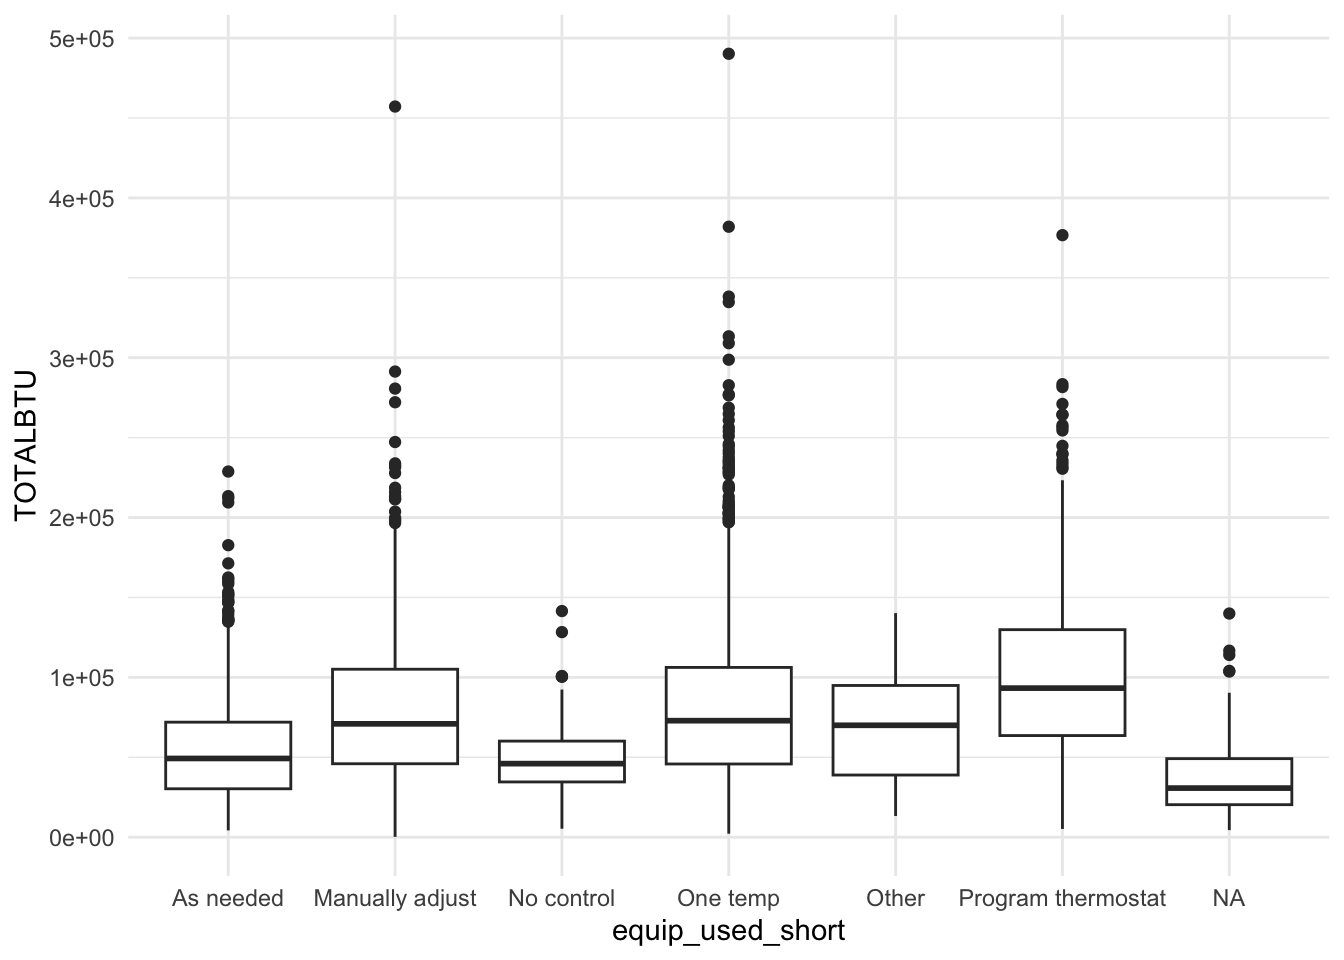 5e+05
4e+05
3e+05
2e+05
1e+05
0e+00
TOTALBTU
As needed Manually adjust No control One temp Other Program thermostat NA
equip_used_short